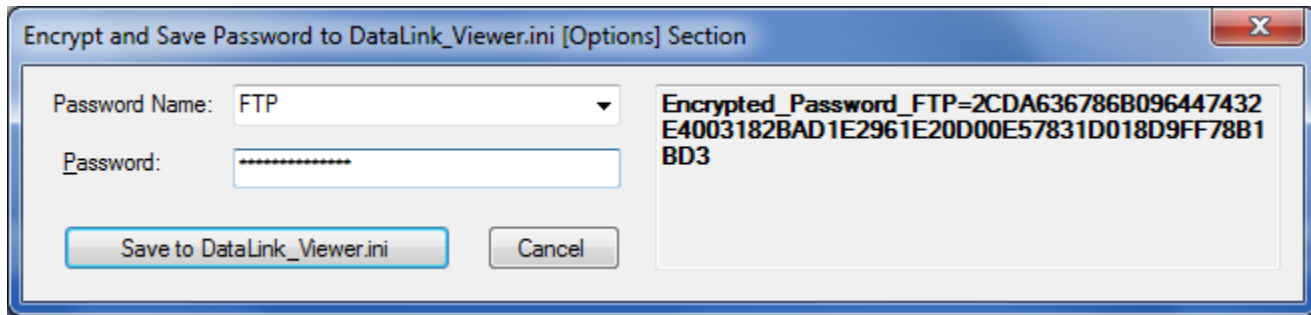 Encrypt and Save Password to DataLink_Viewer.ini [Options] Section
Password Name:
FTP
Password:
**************
Save to DataLink_Viewer.ini
Cancel
Encrypted_Password_FTP=2CDA636786B096447432
E4003182BAD1E2961E20D00E57831D018D9FF78B1
BD3